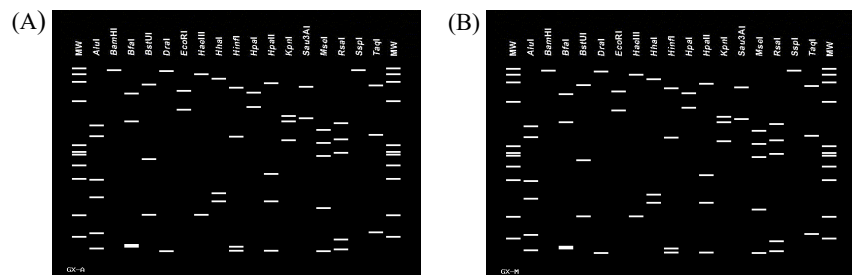 (A)
MW AluI BamHI BfaI BstUI DraI EcoRI HaeIII HhaI HinfI HpaI HpaII KpnI Sau3AI MseI RsaI SspI TaqI MW
GX-A
(B)
MW AluI BamHI BfaI BstUI DraI EcoRI HaeIII HhaI HinfI HpaI HpaII KpnI Sau3AI MseI RsaI SspI TaqI MW
GX-M